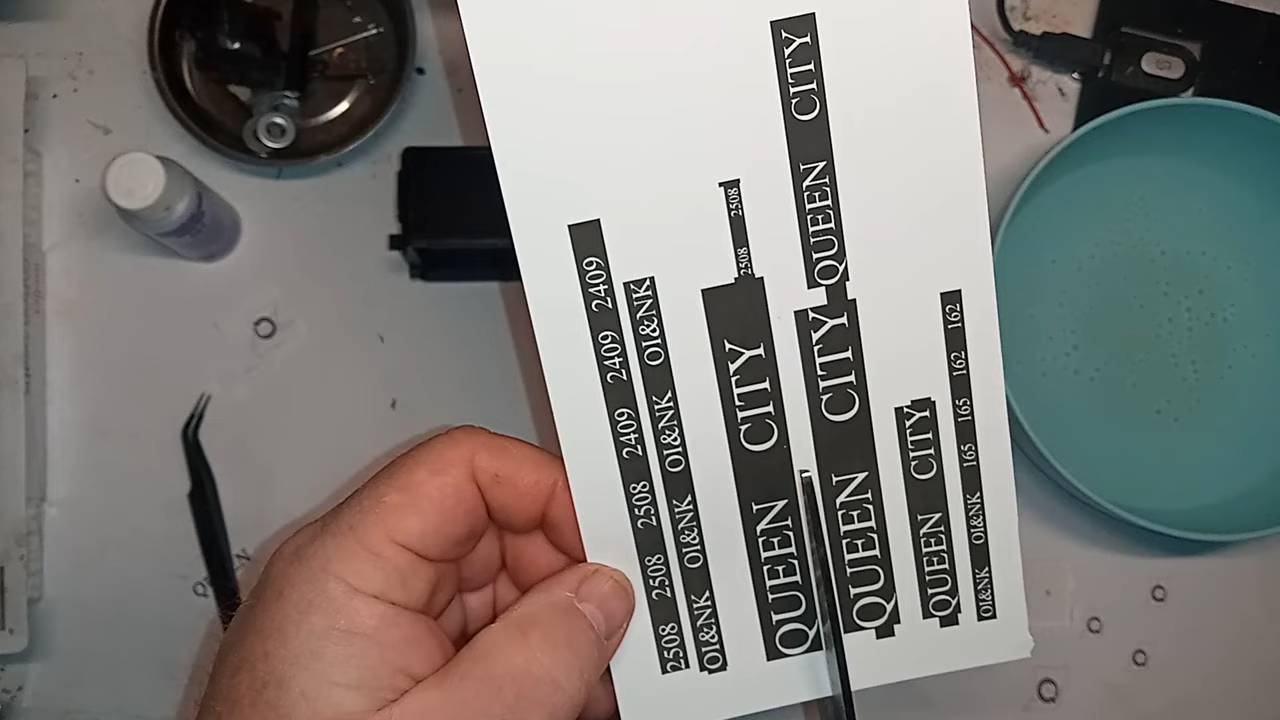 2508 2508 2508 2409 2409 2409
OI&NK OI&NK OI&NK OI&NK
QUEEN CITY
2508 2508
QUEEN CITY
QUEEN CITY
QUEEN CITY
OI&NK OI&NK 165 165 162 162